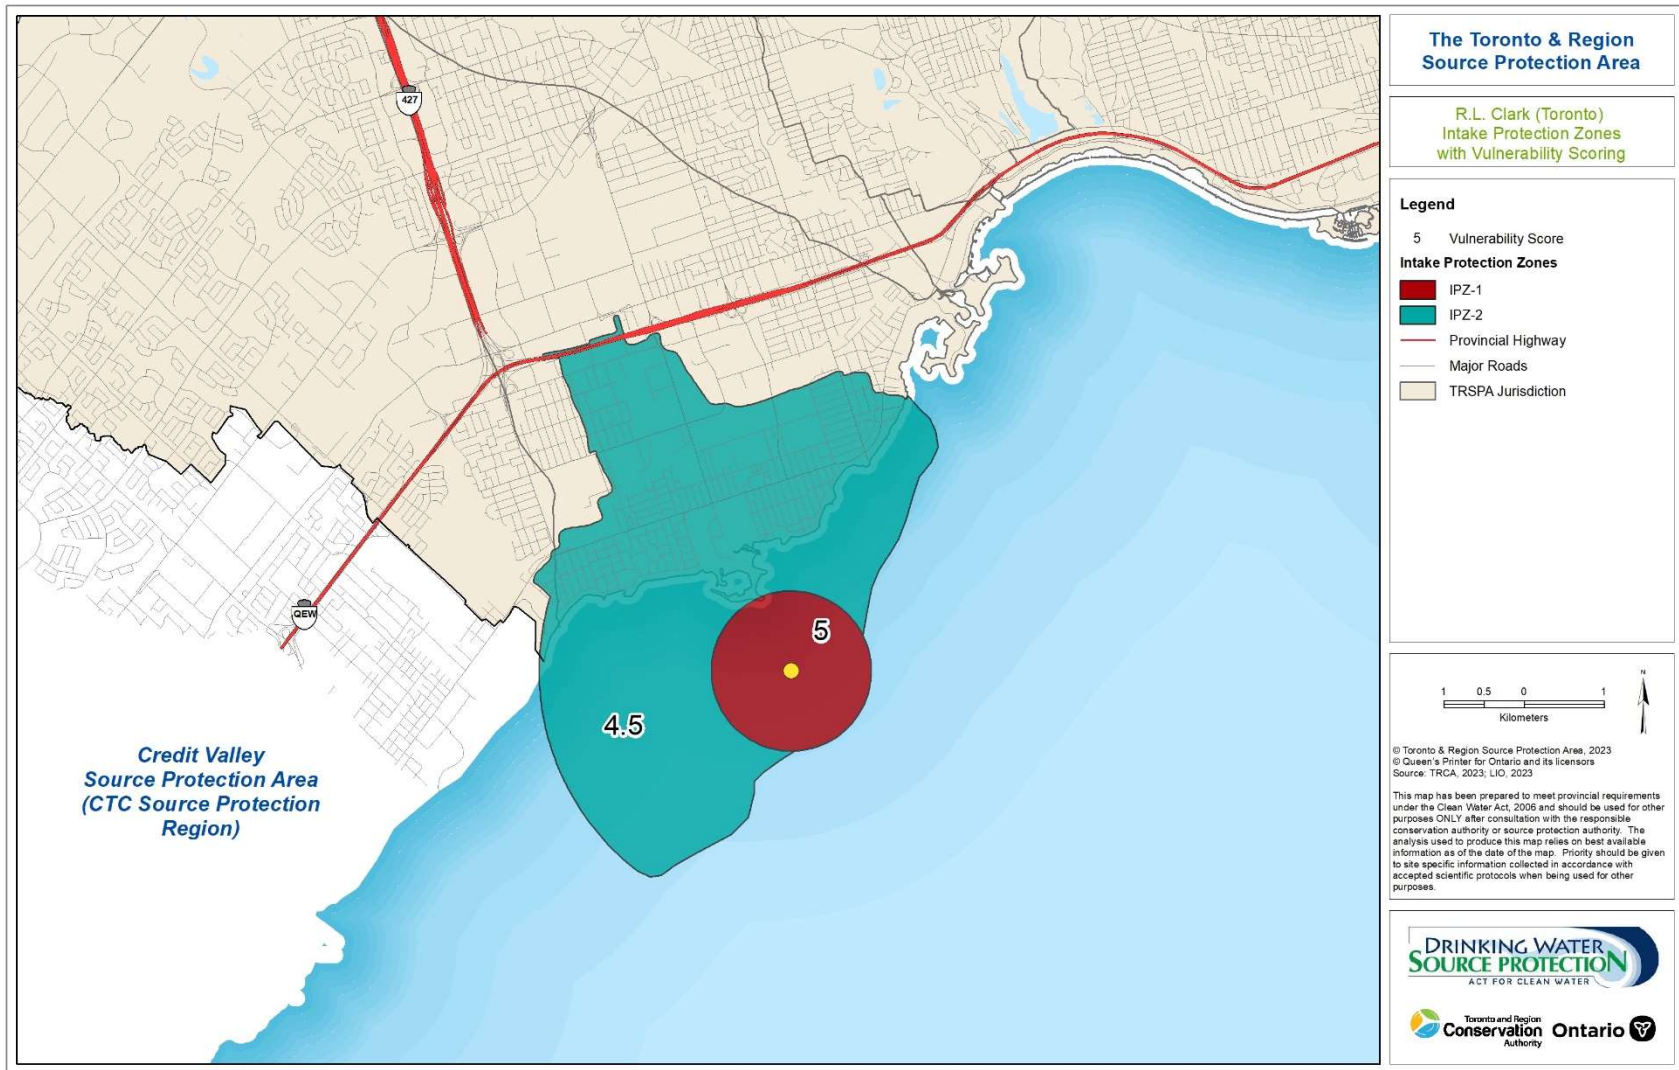 427
QEW
5
4.5
Credit Valley
Source Protection Area
(CTC Source Protection
Region)
The Toronto & Region
Source Protection Area
R.L. Clark (Toronto)
Intake Protection Zones
with Vulnerability Scoring
Legend
5 Vulnerability Score
Intake Protection Zones
IPZ-1
IPZ-2
Provincial Highway
Major Roads
TRSPA Jurisdiction
N
1 0.5 0 1
Kilometers
© Toronto & Region Source Protection Area, 2023
© Queen's Printer for Ontario and its licensors
Source: TRCA, 2023; LIO, 2023
This map has been prepared to meet provincial requirements
under the Clean Water Act, 2006 and should be used for other
purposes ONLY after consultation with the responsible
conservation authority or source protection authority. The
analysis used to produce this map relies on best available
information as of the date of the map. Priority should be given
to site specific information collected in accordance with
accepted scientific protocols when being used for other
purposes.
DRINKING WATER
SOURCE PROTECTION
ACT FOR CLEAN WATER
Toronto and Region
Conservation
Authority
Ontario